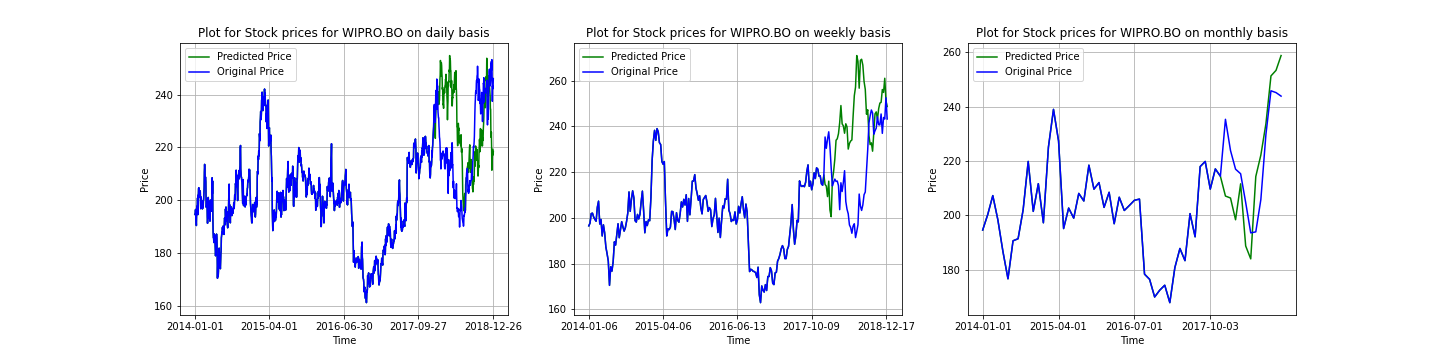 Plot for Stock prices for WIPRO.BO on daily basis
Predicted Price
Original Price
240
220
200
180
160
Price
2014-01-01
2015-04-01
2016-06-30
2017-09-27
2018-12-26
Time
Plot for Stock prices for WIPRO.BO on weekly basis
Predicted Price
Original Price
260
240
220
200
180
160
Price
2014-01-06
2015-04-06
2016-06-13
2017-10-09
2018-12-17
Time
Plot for Stock prices for WIPRO.BO on monthly basis
Predicted Price
Original Price
260
240
220
200
180
Price
2014-01-01
2015-04-01
2016-07-01
2017-10-03
Time